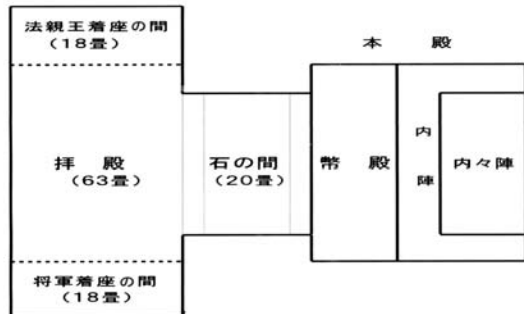 法親王着座の間
(18畳)
本 殿
拝 殿
(63畳)
石の間
(20畳)
幣 殿
内陣
内々陣
将軍着座の間
(18畳)